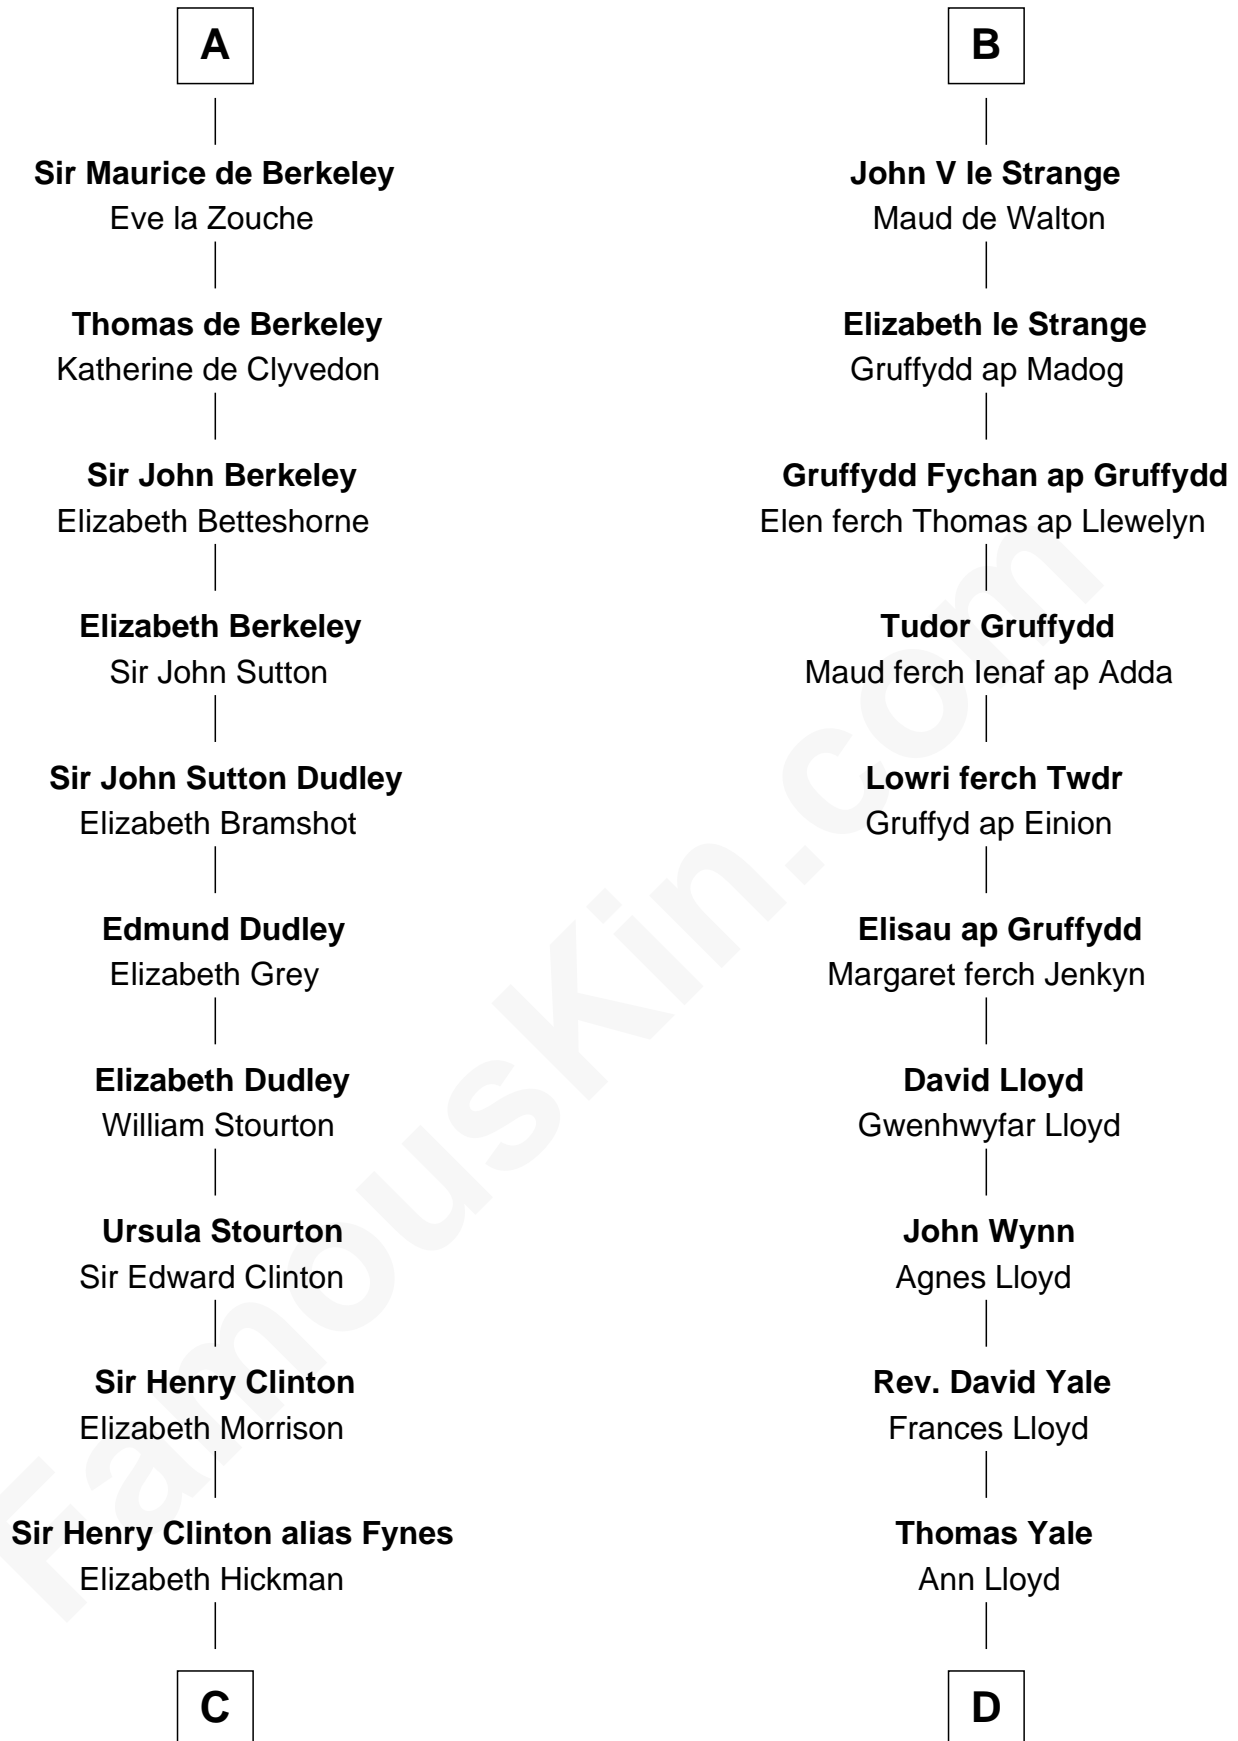 A
Sir Maurice de Berkeley
Eve la Zouche
Thomas de Berkeley
Katherine de Clyvedon
Sir John Berkeley
Elizabeth Betteshorne
Elizabeth Berkeley
Sir John Sutton
Sir John Sutton Dudley
Elizabeth Bramshot
Edmund Dudley
Elizabeth Grey
Elizabeth Dudley
William Stourton
Ursula Stourton
Sir Edward Clinton
Sir Henry Clinton
Elizabeth Morrison
Sir Henry Clinton alias Fynes
Elizabeth Hickman
C
B
John V le Strange
Maud de Walton
Elizabeth le Strange
Gruffydd ap Madog
Gruffydd Fychan ap Gruffydd
Elen ferch Thomas ap Llewelyn
Tudor Gruffydd
Maud ferch Ienaf ap Adda
Lowri ferch Twdr
Gruffyd ap Einion
Elisau ap Gruffydd
Margaret ferch Jenkyn
David Lloyd
Gwenhwyfar Lloyd
John Wynn
Agnes Lloyd
Rev. David Yale
Frances Lloyd
Thomas Yale
Ann Lloyd
D
FamousKin.com